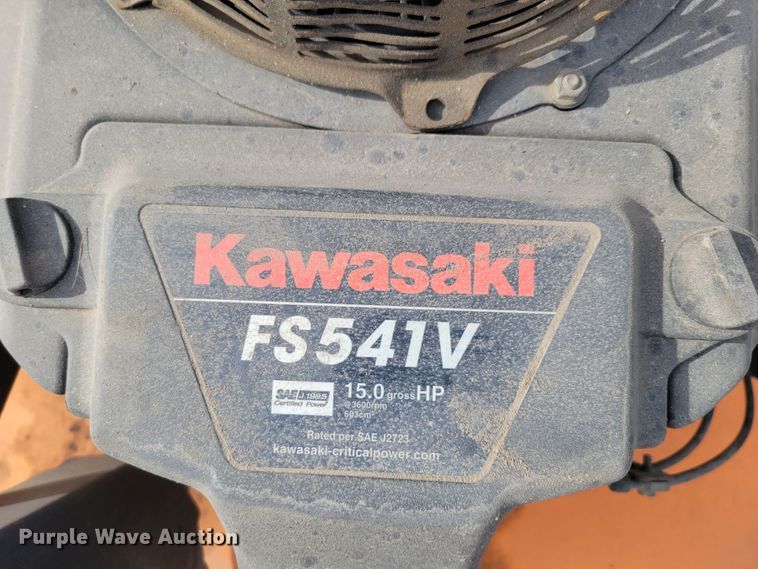 Kawasaki
FS541V
SAE J1995
Certified Power
15.0 gross HP
@ 3600rpm
603cm³
Rated per SAE J2723
kawasaki-criticalpower.com
Purple Wave Auction